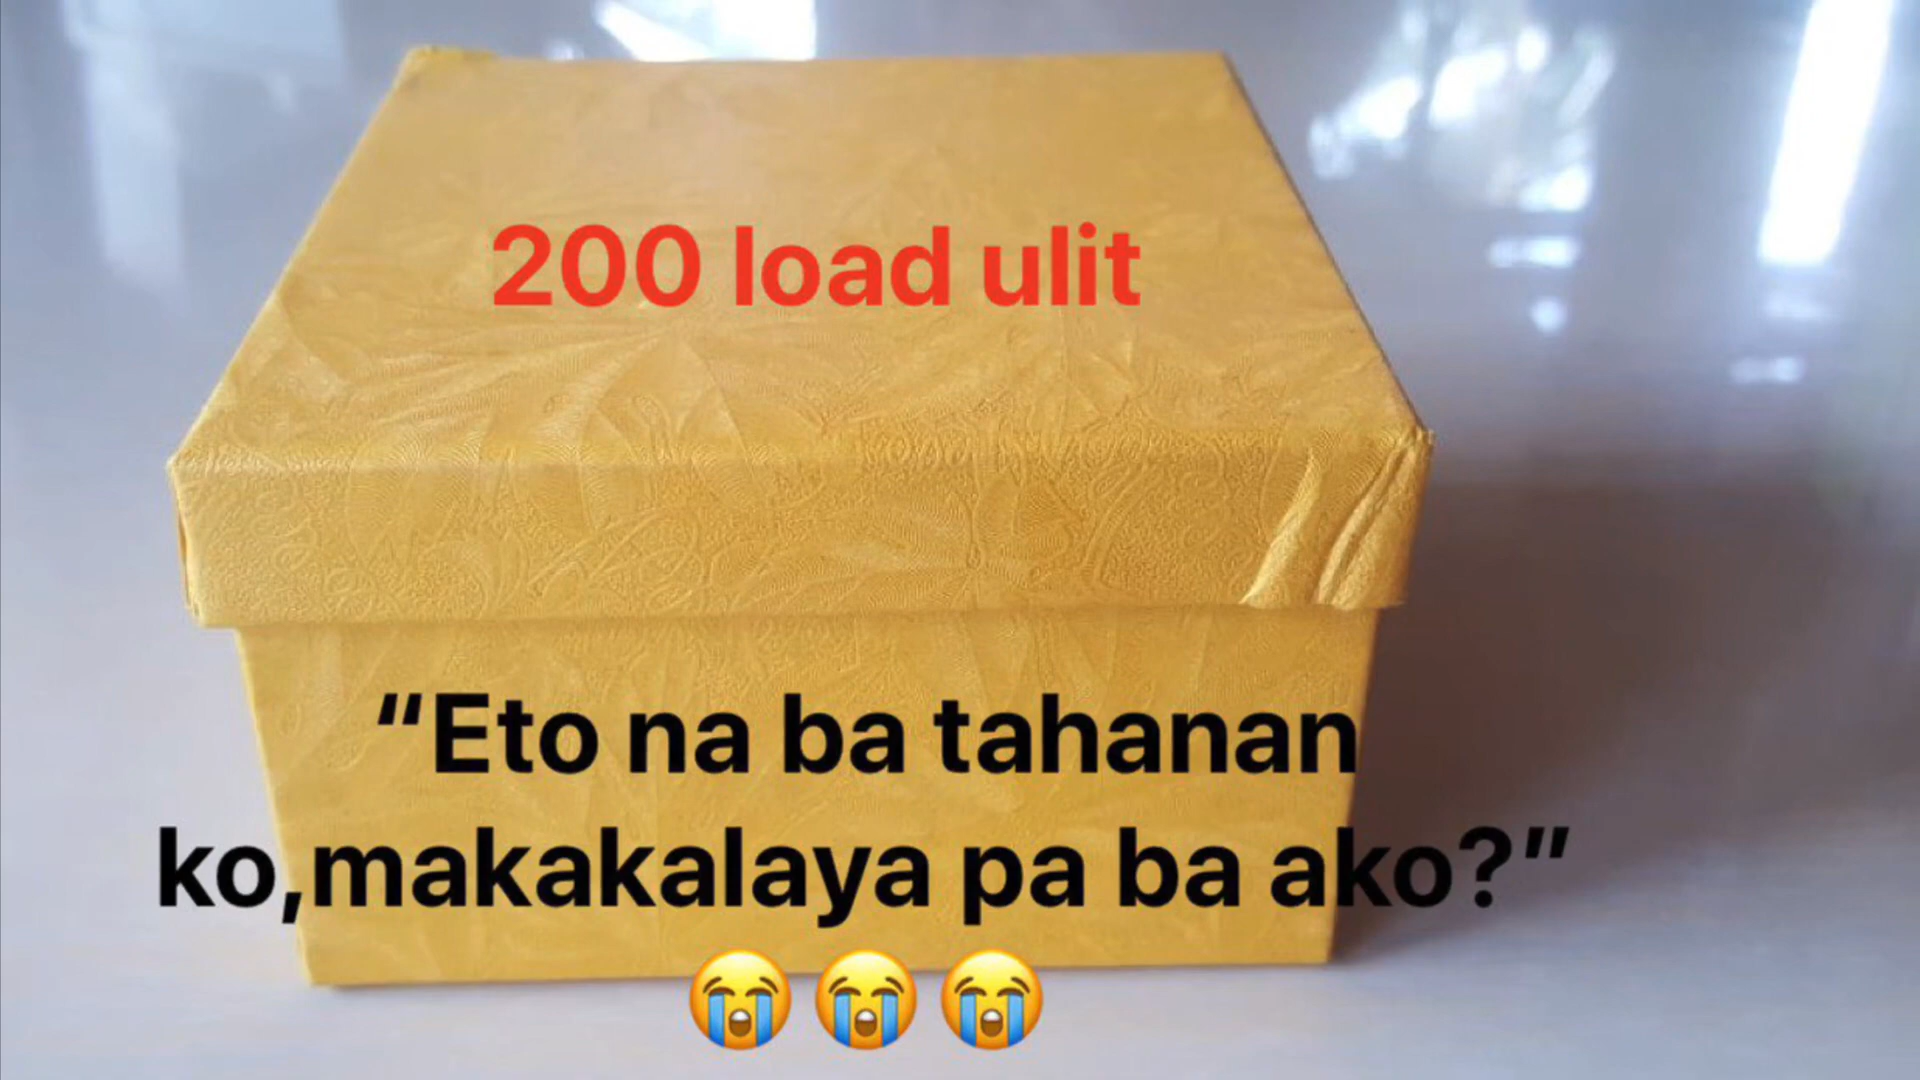 200 load ulit
“Eto na ba tahanan
ko,makakalaya pa ba ako?”
😭😭😭